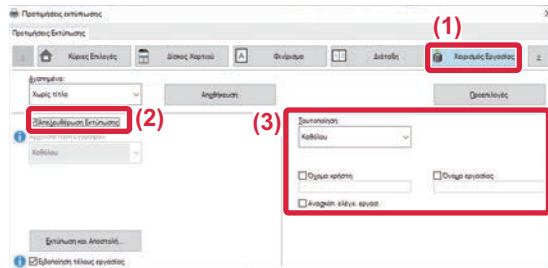 Προτιμήσεις εκτύπωσης
Προτιμήσεις Εκτύπωσης
(1)
Κύριες Επιλογές
Δίσκος Χαρτιού
Φινίρισμα
Διάταξη
Χειρισμός Εργασίας
Αγαπημένα:
Χωρίς τίτλο
Αποθήκευση
Προεπιλογές
Απελευθέρωση Εκτύπωσης
(2)
(3)
Ταυτοποίηση:
Καθόλου
Καθόλου
Όνομα χρήστη
Όνομα εργασίας
Αναγκάπ. ελέγχ. εργασ.
Εκτύπωση και Αποστολή...
Ειδοποίηση τέλους εργασίας